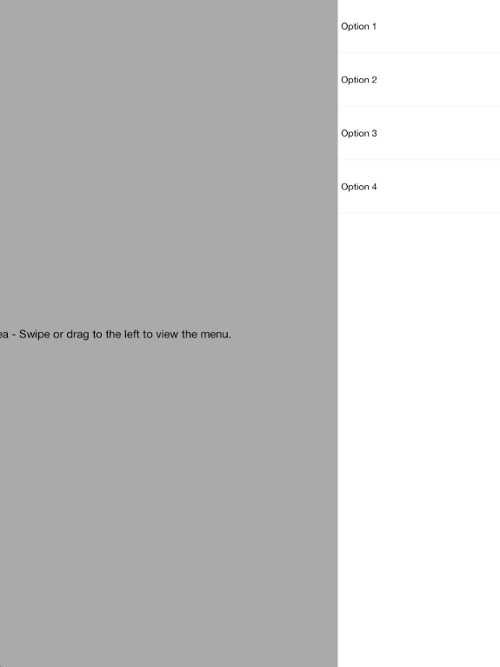 Option 1
Option 2
Option 3
Option 4
ea - Swipe or drag to the left to view the menu.